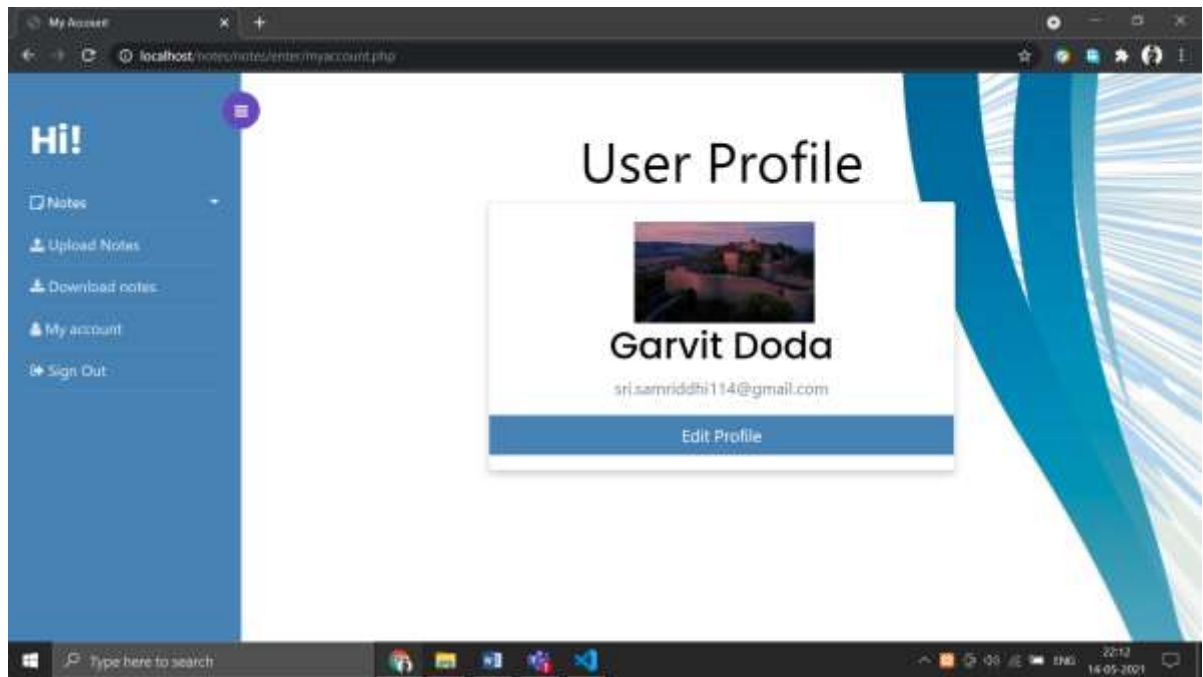 My Account
localhost/notes/notes/enter/myaccount.php
Hi!
Notes
Upload Notes
Download notes
My account
Sign Out
User Profile
Garvit Doda
sri.samriddhi114@gmail.com
Edit Profile
Type here to search
ENG
22:12
14-05-2021